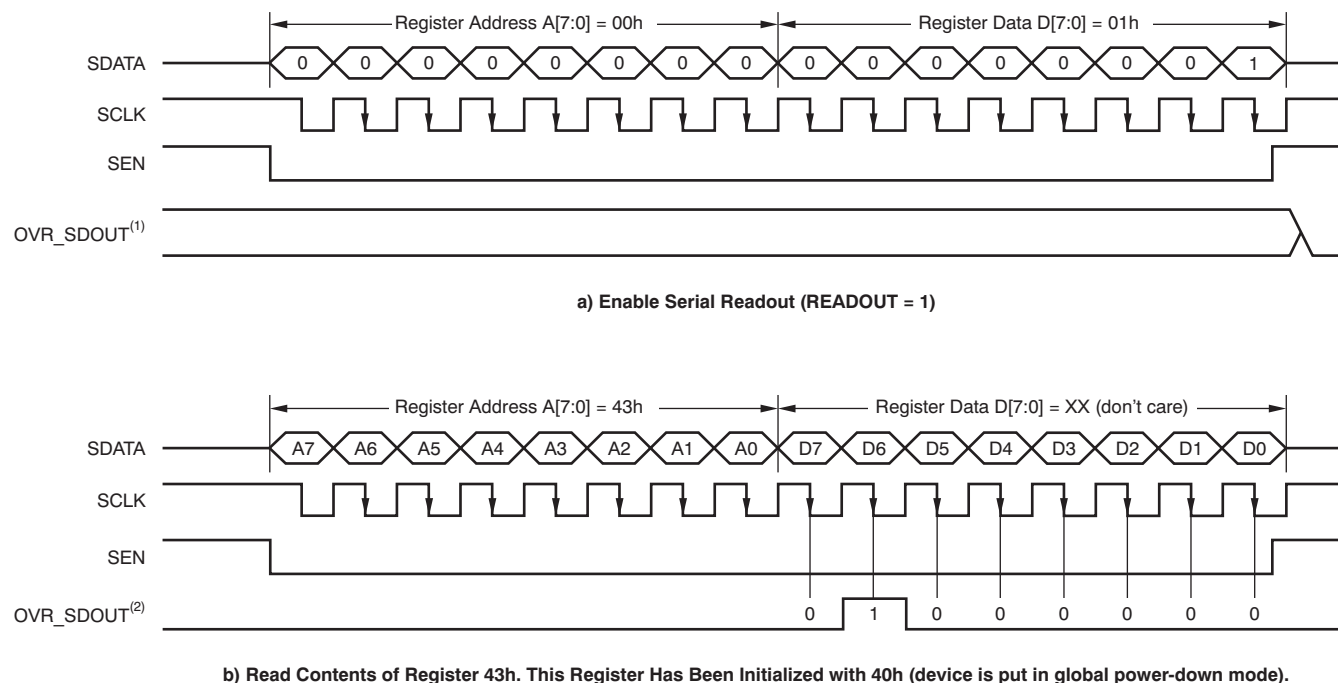 Register Address A[7:0] = 00h
Register Data D[7:0] = 01h
SDATA
0 0 0 0 0 0 0 0 0 0 0 0 0 0 0 1
SCLK
SEN
OVR_SDOUT(1)
a) Enable Serial Readout (READOUT = 1)
Register Address A[7:0] = 43h
Register Data D[7:0] = XX (don't care)
SDATA
A7 A6 A5 A4 A3 A2 A1 A0 D7 D6 D5 D4 D3 D2 D1 D0
SCLK
SEN
OVR_SDOUT(2)
0 1 0 0 0 0 0 0
b) Read Contents of Register 43h. This Register Has Been Initialized with 40h (device is put in global power-down mode).